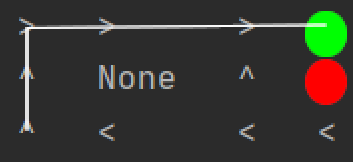 > > >
^ None ^
^ < < <